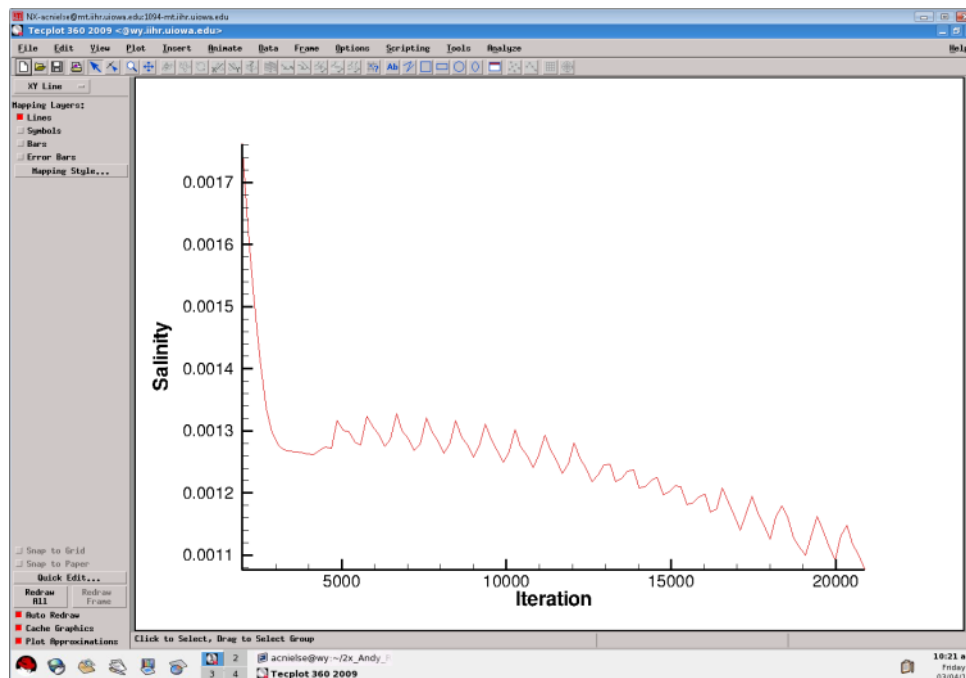 NX-acnielse@mt.iihr.uiowa.edu:1094-mt.iihr.uiowa.edu
Tecplot 360 2009 <@wy.iihr.uiowa.edu>
File Edit View Plot Insert Animate Data Frame Options Scripting Tools Analyze
XY Line
Mapping Layers:
Lines
Symbols
Bars
Error Bars
Mapping Style...
Salinity
0.0017
0.0016
0.0015
0.0014
0.0013
0.0012
0.0011
5000 10000 15000 20000
Iteration
Snap to Grid
Snap to Paper
Quick Edit...
Redraw All
Redraw Frame
Auto Redraw
Cache Graphics
Plot Approximations
Click to Select, Drag to Select Group
2
3 4
acnielse@wy:~/2x_Andy_
Tecplot 360 2009
10:21
Friday